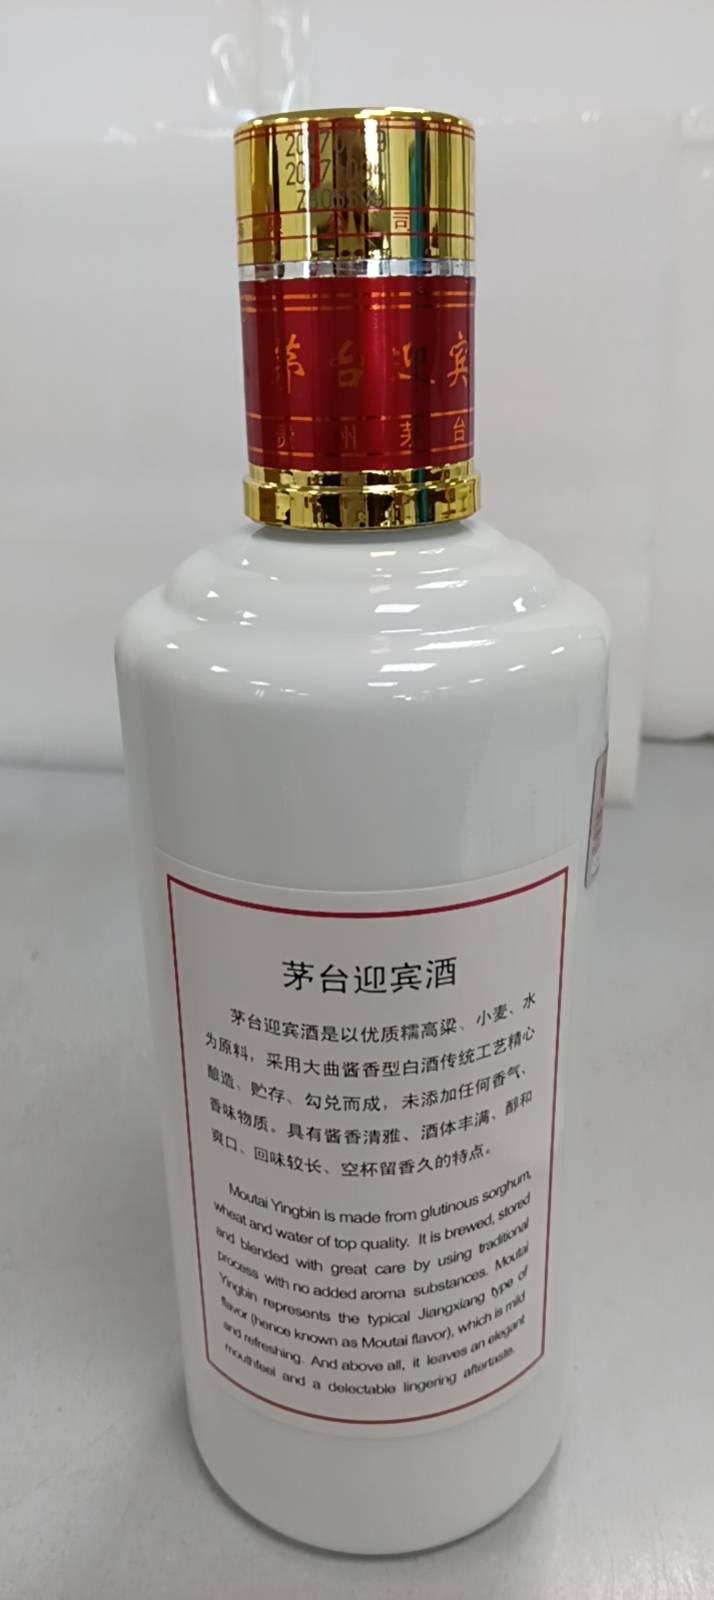 公司
茅台迎宾
贵州茅台
茅台迎宾酒
茅台迎宾酒是以优质糯高粱、小麦、水
为原料，采用大曲酱香型白酒传统工艺精心
酿造、贮存、勾兑而成，未添加任何香气、
香味物质。具有酱香清雅、酒体丰满、醇和
爽口、回味较长、空杯留香久的特点。
Moutai Yingbin is made from glutinous sorghum,
wheat and water of top quality. It is brewed, stored
and blended with great care by using traditional
process with no added aroma substances. Moutai
Yingbin represents the typical Jiangxiang type of
flavor (hence known as Moutai flavor), which is mild
and refreshing. And above all, it leaves an elegant
mouthfeel and a delectable lingering aftertaste.